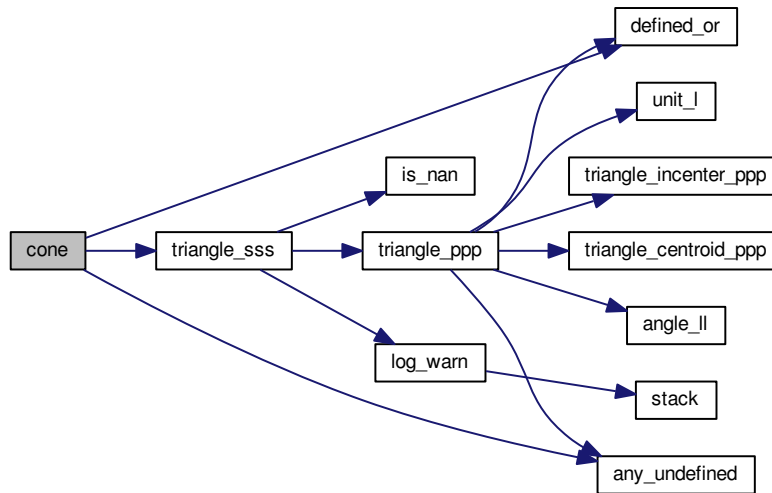 defined_or
unit_l
is_nan
triangle_incenter_ppp
cone
triangle_sss
triangle_ppp
triangle_centroid_ppp
angle_ll
log_warn
stack
any_undefined